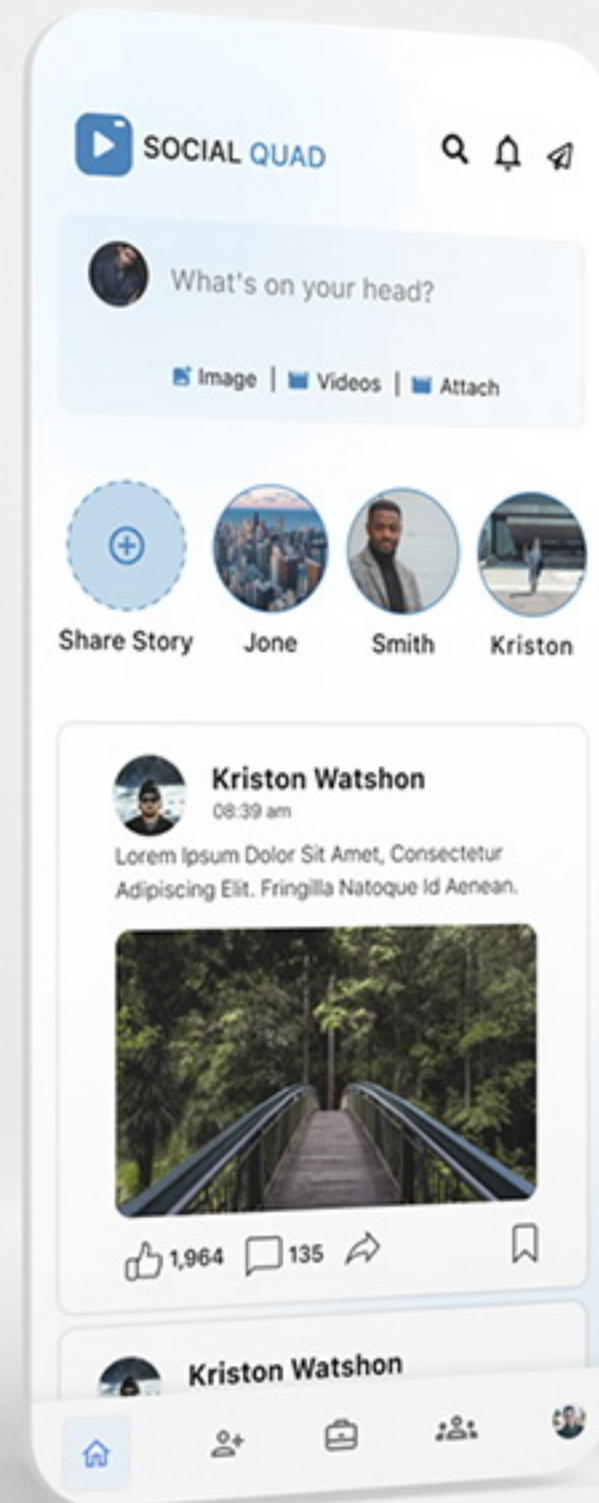 SOCIAL QUAD
What's on your head?
Image | Videos | Attach
Share Story Jone Smith Kriston
Kriston Watshon
08:39 am
Lorem Ipsum Dolor Sit Amet, Consectetur
Adipiscing Elit. Fringilla Natoque Id Aenean.
1,964 135
Kriston Watshon